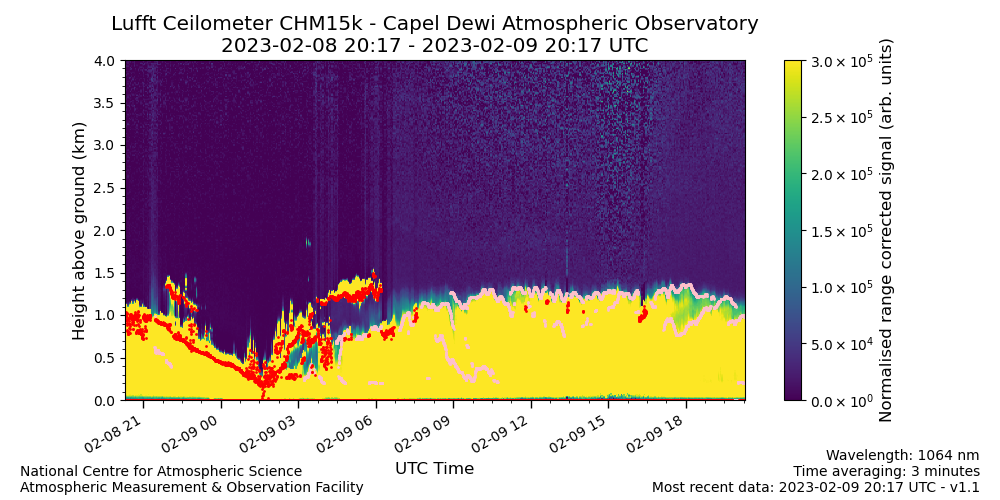 Lufft Ceilometer CHM15k - Capel Dewi Atmospheric Observatory
2023-02-08 20:17 - 2023-02-09 20:17 UTC
Height above ground (km)
4.0
3.5
3.0
2.5
2.0
1.5
1.0
0.5
0.0
02-08 21
02-09 00
02-09 03
02-09 06
02-09 09
02-09 12
02-09 15
02-09 18
UTC Time
3.0 × 10⁵
2.5 × 10⁵
2.0 × 10⁵
1.5 × 10⁵
1.0 × 10⁵
5.0 × 10⁴
0.0 × 10⁰
Normalised range corrected signal (arb. units)
National Centre for Atmospheric Science
Atmospheric Measurement & Observation Facility
Wavelength: 1064 nm
Time averaging: 3 minutes
Most recent data: 2023-02-09 20:17 UTC - v1.1